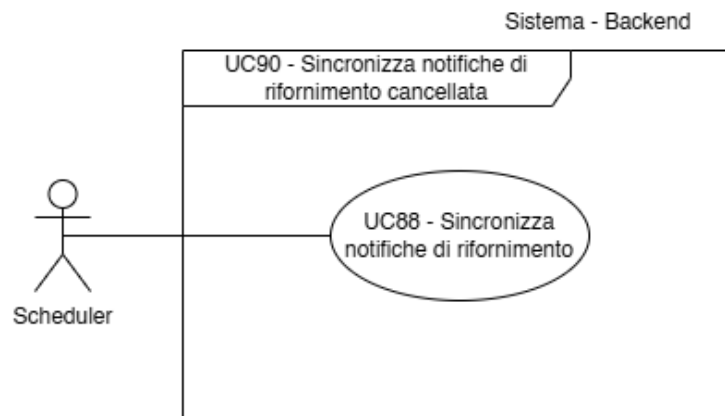 Sistema - Backend
UC90 - Sincronizza notifiche di
rifornimento cancellata
UC88 - Sincronizza
notifiche di rifornimento
Scheduler